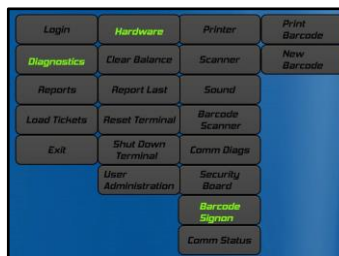 Login
Hardware
Printer
Print
Barcode
Diagnostics
Clear Balance
Scanner
New
Barcode
Reports
Report Last
Sound
Load Tickets
Reset Terminal
Barcode
Scanner
Exit
Shut Down
Terminal
Comm Diags
User
Administration
Security
Board
Barcode
Signon
Comm Status